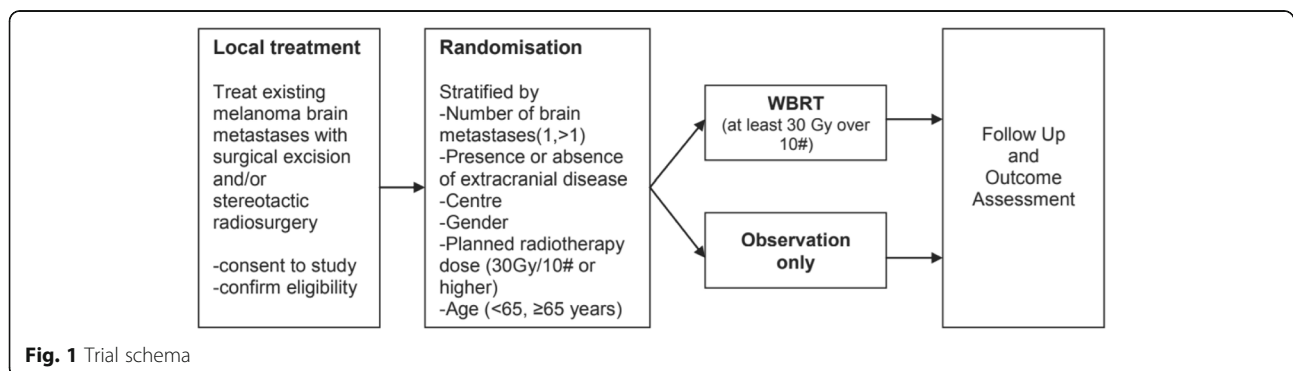 Local treatment
Treat existing
melanoma brain
metastases with
surgical excision
and/or
stereotactic
radiosurgery
-consent to study
-confirm eligibility
Randomisation
Stratified by
-Number of brain
metastases(1,>1)
-Presence or absence
of extracranial disease
-Centre
-Gender
-Planned radiotherapy
dose (30Gy/10# or
higher)
-Age (<65, ≥65 years)
WBRT
(at least 30 Gy over
10#)
Observation
only
Follow Up
and
Outcome
Assessment
Fig. 1 Trial schema